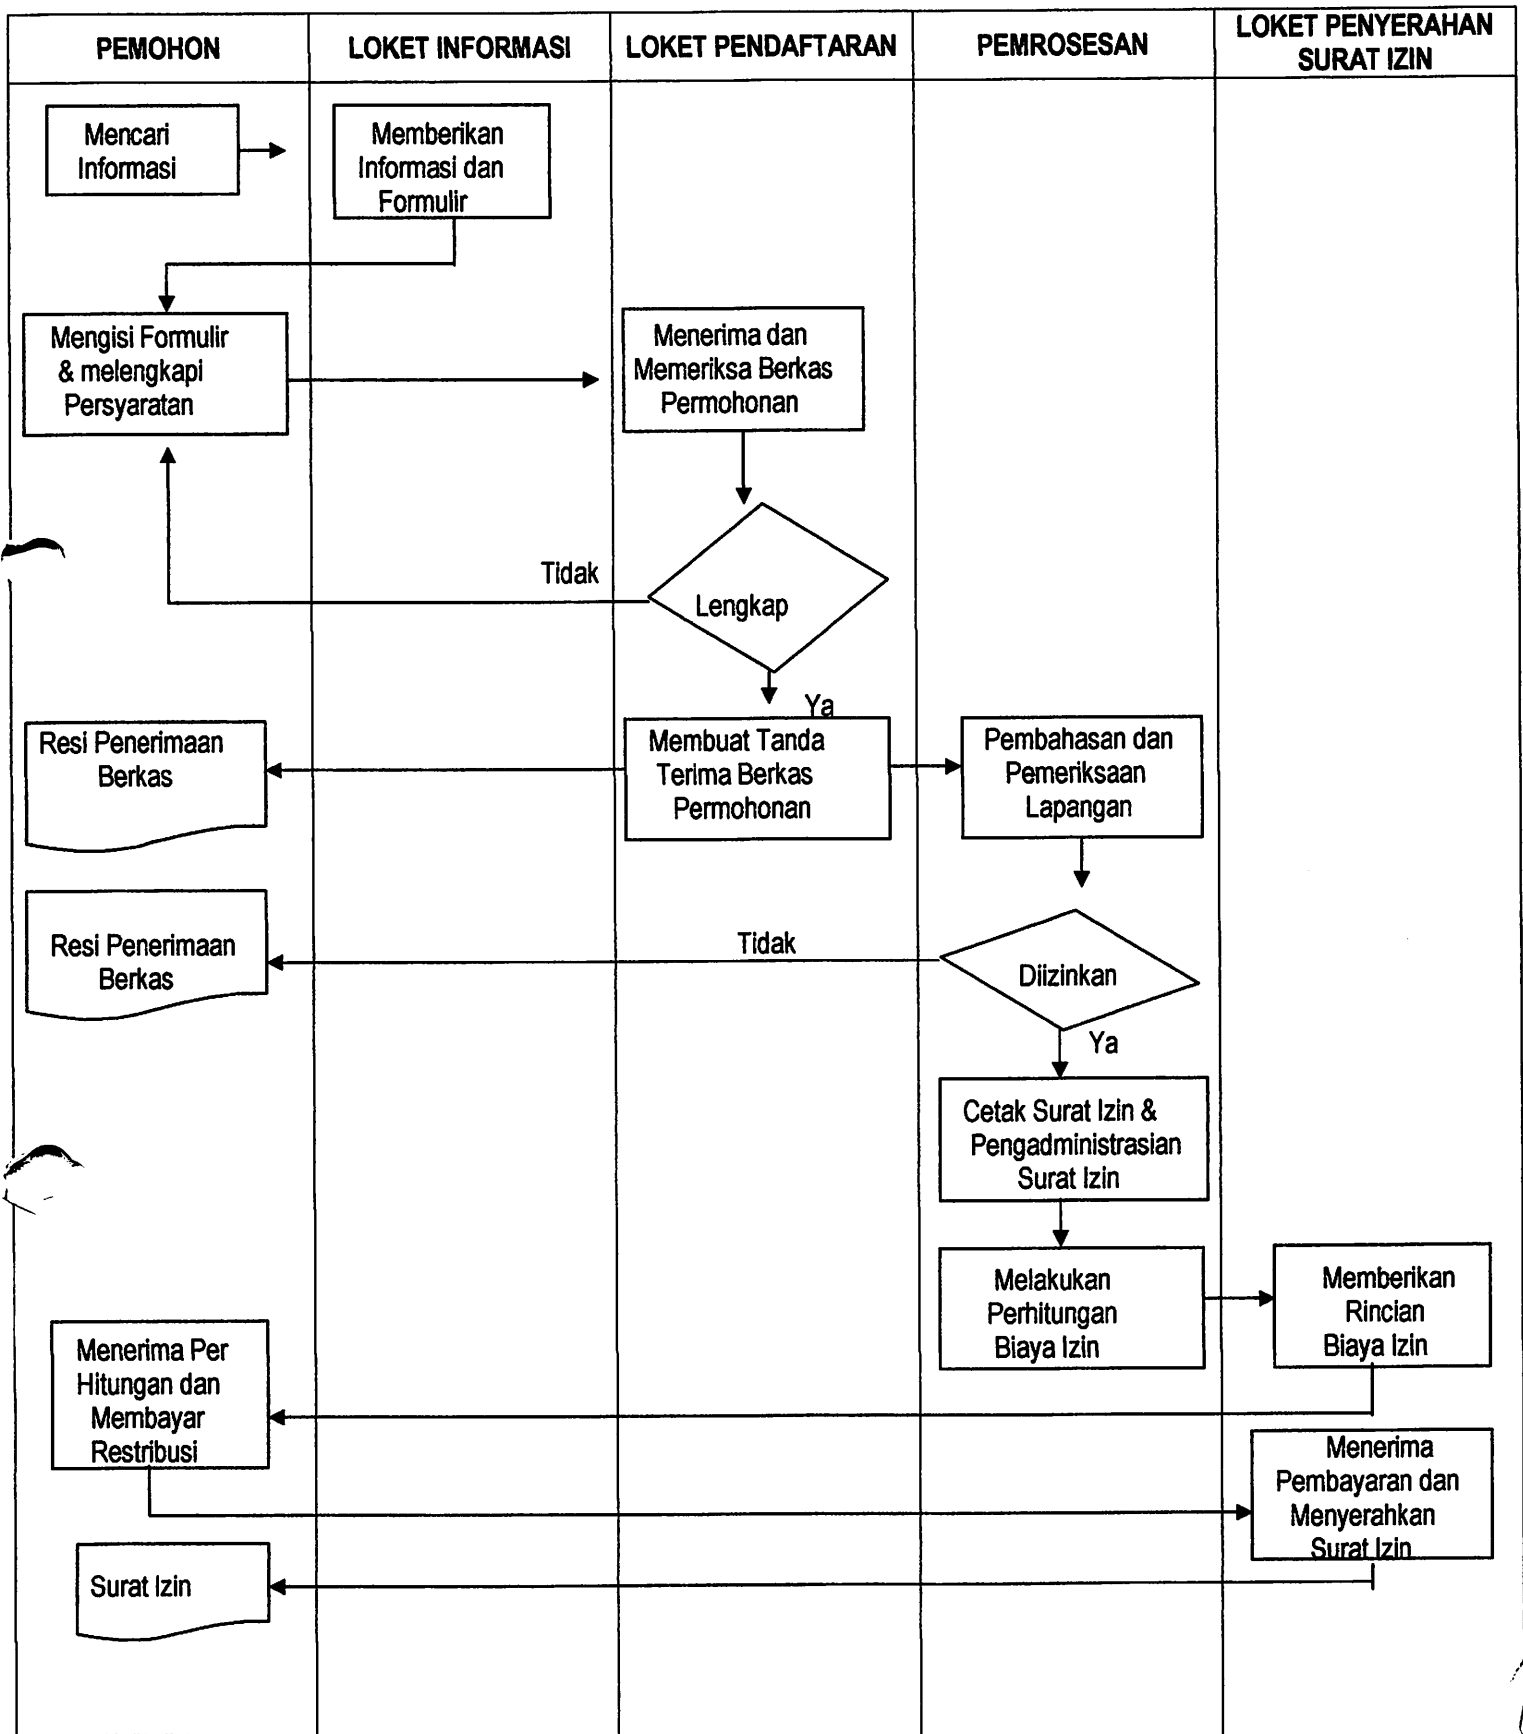 PEMOHON
LOKET INFORMASI
LOKET PENDAFTARAN
PEMROSESAN
LOKET PENYERAHAN
SURAT IZIN
Mencari
Informasi
Memberikan
Informasi dan
Formulir
Mengisi Formulir
& melengkapi
Persyaratan
Menerima dan
Memeriksa Berkas
Permohonan
Tidak
Lengkap
Ya
Resi Penerimaan
Berkas
Membuat Tanda
Terima Berkas
Permohonan
Pembahasan dan
Pemeriksaan
Lapangan
Resi Penerimaan
Berkas
Tidak
Diizinkan
Ya
Cetak Surat Izin &
Pengadministrasian
Surat Izin
Melakukan
Perhitungan
Biaya Izin
Memberikan
Rincian
Biaya Izin
Menerima Per
Hitungan dan
Membayar
Restribusi
Menerima
Pembayaran dan
Menyerahkan
Surat Izin
Surat Izin